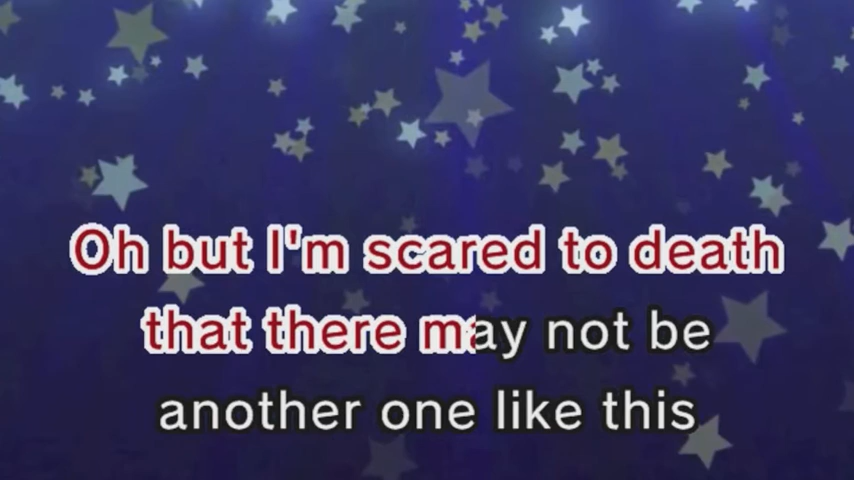 Oh but I'm scared to death
that there may not be
another one like this